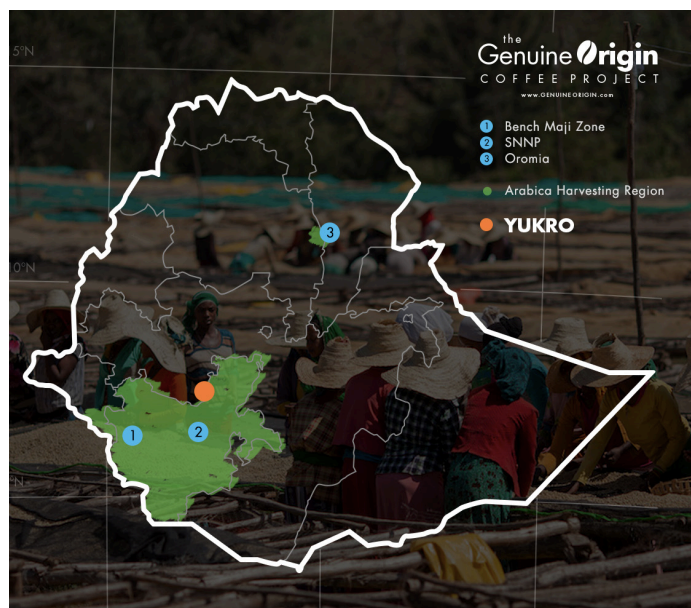 the
Genuine Origin
COFFEE PROJECT
www.GENUINEORIGIN.com
5°N
1 Bench Maji Zone
2 SNNP
3 Oromia
Arabica Harvesting Region
YUKRO
3
10°N
1
2
N